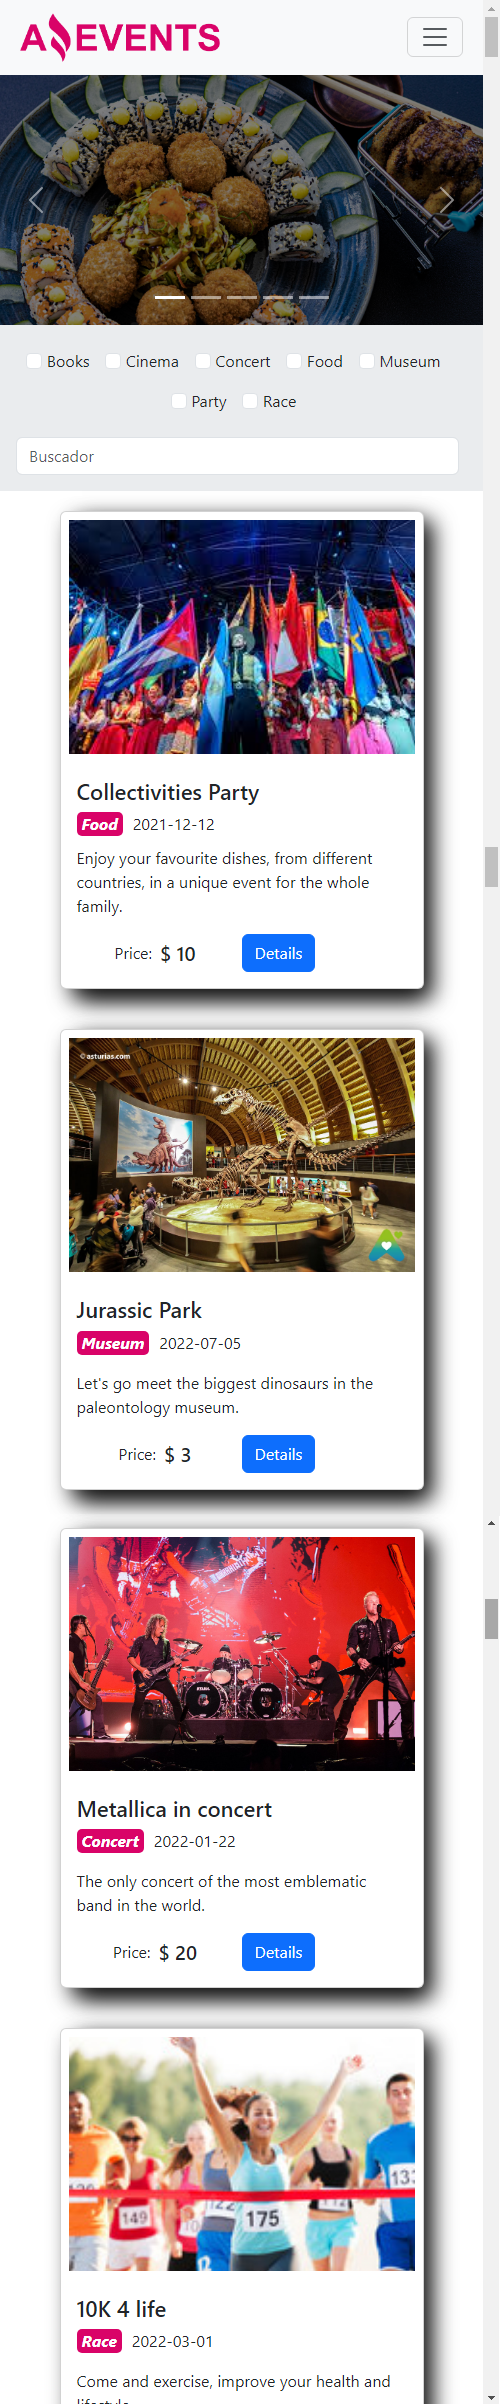 A EVENTS
Books Cinema Concert Food Museum
Party Race
Buscador
Collectivities Party
Food 2021-12-12
Enjoy your favourite dishes, from different
countries, in a unique event for the whole
family.
Price: $ 10 Details
© asturias.com
Jurassic Park
Museum 2022-07-05
Let's go meet the biggest dinosaurs in the
paleontology museum.
Price: $ 3 Details
Metallica in concert
Concert 2022-01-22
The only concert of the most emblematic
band in the world.
Price: $ 20 Details
149
122
175
112
133
10K 4 life
Race 2022-03-01
Come and exercise, improve your health and
lifestyle